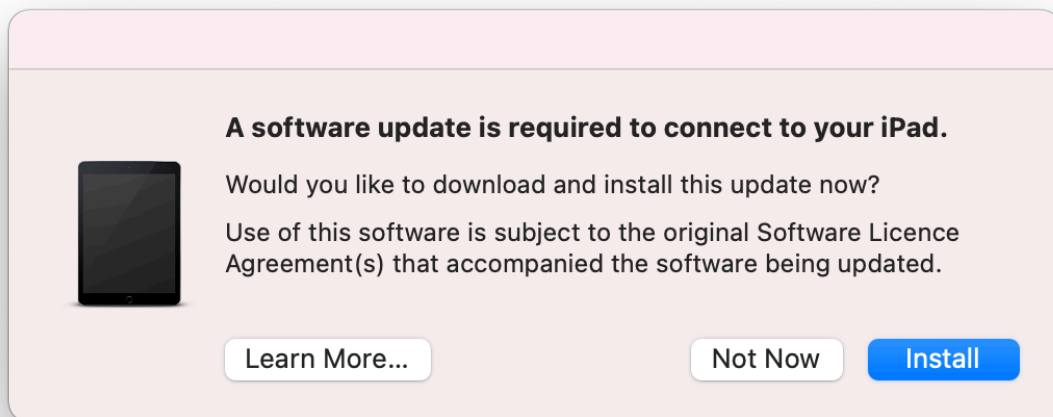 A software update is required to connect to your iPad.
Would you like to download and install this update now?
Use of this software is subject to the original Software Licence
Agreement(s) that accompanied the software being updated.
Learn More...
Not Now
Install